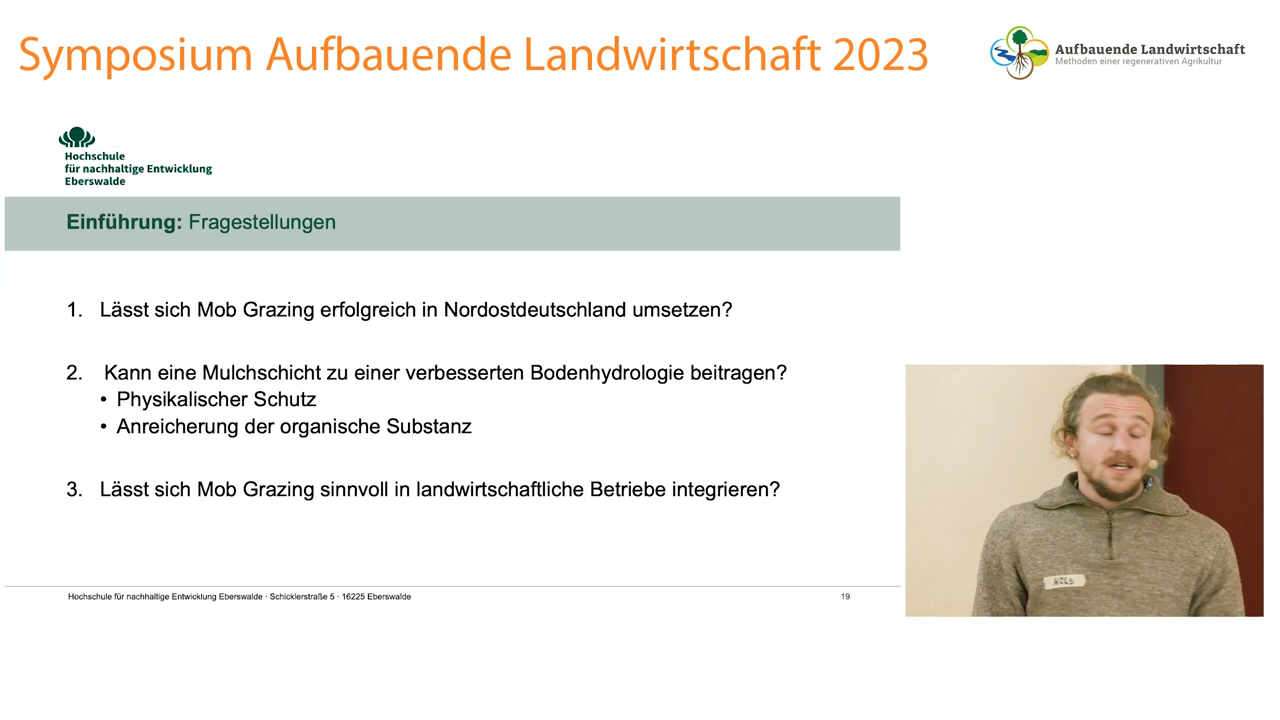 Symposium Aufbauende Landwirtschaft 2023
Aufbauende Landwirtschaft
Methoden einer regenerativen Agrikultur
Hochschule
für nachhaltige Entwicklung
Eberswalde
Einführung: Fragestellungen
1. Lässt sich Mob Grazing erfolgreich in Nordostdeutschland umsetzen?
2. Kann eine Mulchschicht zu einer verbesserten Bodenhydrologie beitragen?
• Physikalischer Schutz
• Anreicherung der organische Substanz
3. Lässt sich Mob Grazing sinnvoll in landwirtschaftliche Betriebe integrieren?
Hochschule für nachhaltige Entwicklung Eberswalde · Schicklerstraße 5 · 16225 Eberswalde
19